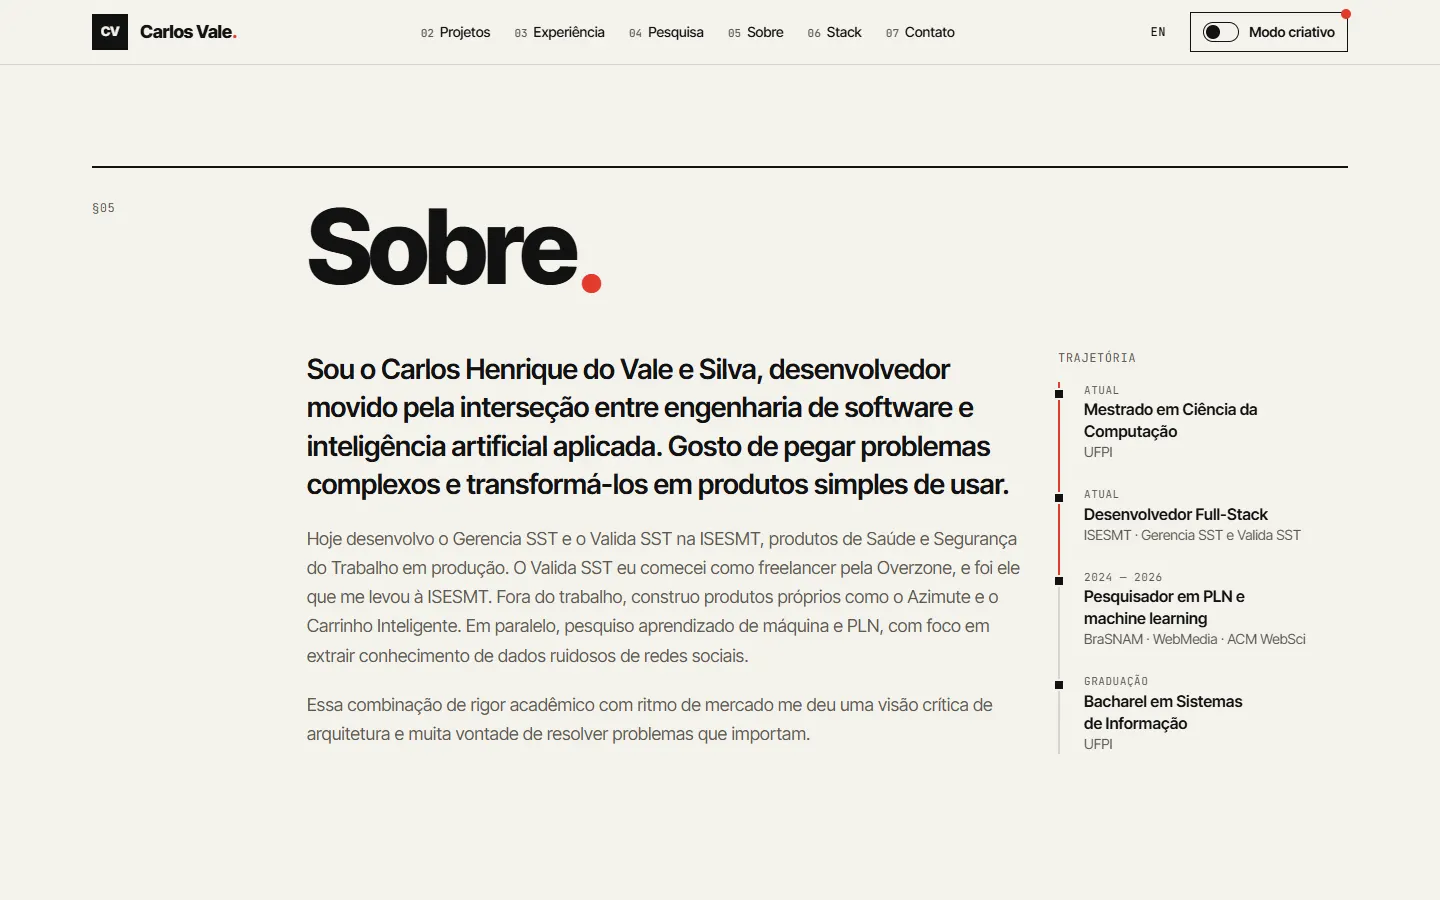 CV Carlos Vale. 02 Projetos 03 Experiência 04 Pesquisa 05 Sobre 06 Stack 07 Contato EN Modo criativo
§05
Sobre.
Sou o Carlos Henrique do Vale e Silva, desenvolvedor
movido pela interseção entre engenharia de software e
inteligência artificial aplicada. Gosto de pegar problemas
complexos e transformá-los em produtos simples de usar.
Hoje desenvolvo o Gerencia SST e o Valida SST na ISESMT, produtos de Saúde e Segurança
do Trabalho em produção. O Valida SST eu comecei como freelancer pela Overzone, e foi ele
que me levou à ISESMT. Fora do trabalho, construo produtos próprios como o Azimute e o
Carrinho Inteligente. Em paralelo, pesquiso aprendizado de máquina e PLN, com foco em
extrair conhecimento de dados ruidosos de redes sociais.
Essa combinação de rigor acadêmico com ritmo de mercado me deu uma visão crítica de
arquitetura e muita vontade de resolver problemas que importam.
TRAJETÓRIA
ATUAL
Mestrado em Ciência da
Computação
UFPI
ATUAL
Desenvolvedor Full-Stack
ISESMT · Gerencia SST e Valida SST
2024 — 2026
Pesquisador em PLN e
machine learning
BraSNAM · WebMedia · ACM WebSci
GRADUAÇÃO
Bacharel em Sistemas
de Informação
UFPI